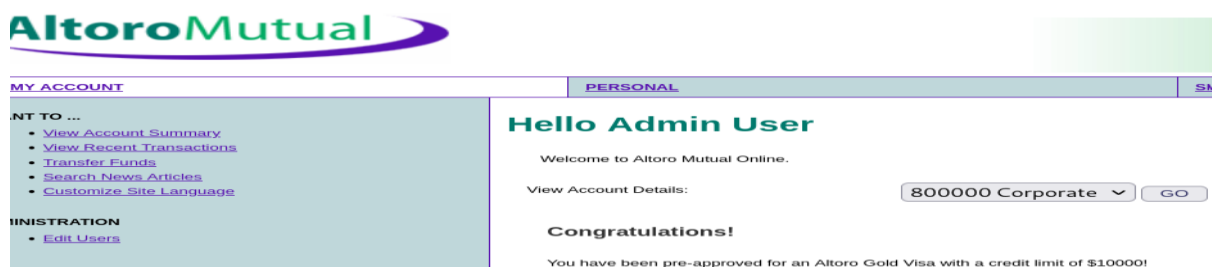 AltoroMutual
MY ACCOUNT
PERSONAL
SM
NT TO ...
View Account Summary
View Recent Transactions
Transfer Funds
Search News Articles
Customize Site Language
INISTRATION
Edit Users
Hello Admin User
Welcome to Altoro Mutual Online.
View Account Details: 800000 Corporate GO
Congratulations!
You have been pre-approved for an Altoro Gold Visa with a credit limit of $10000!